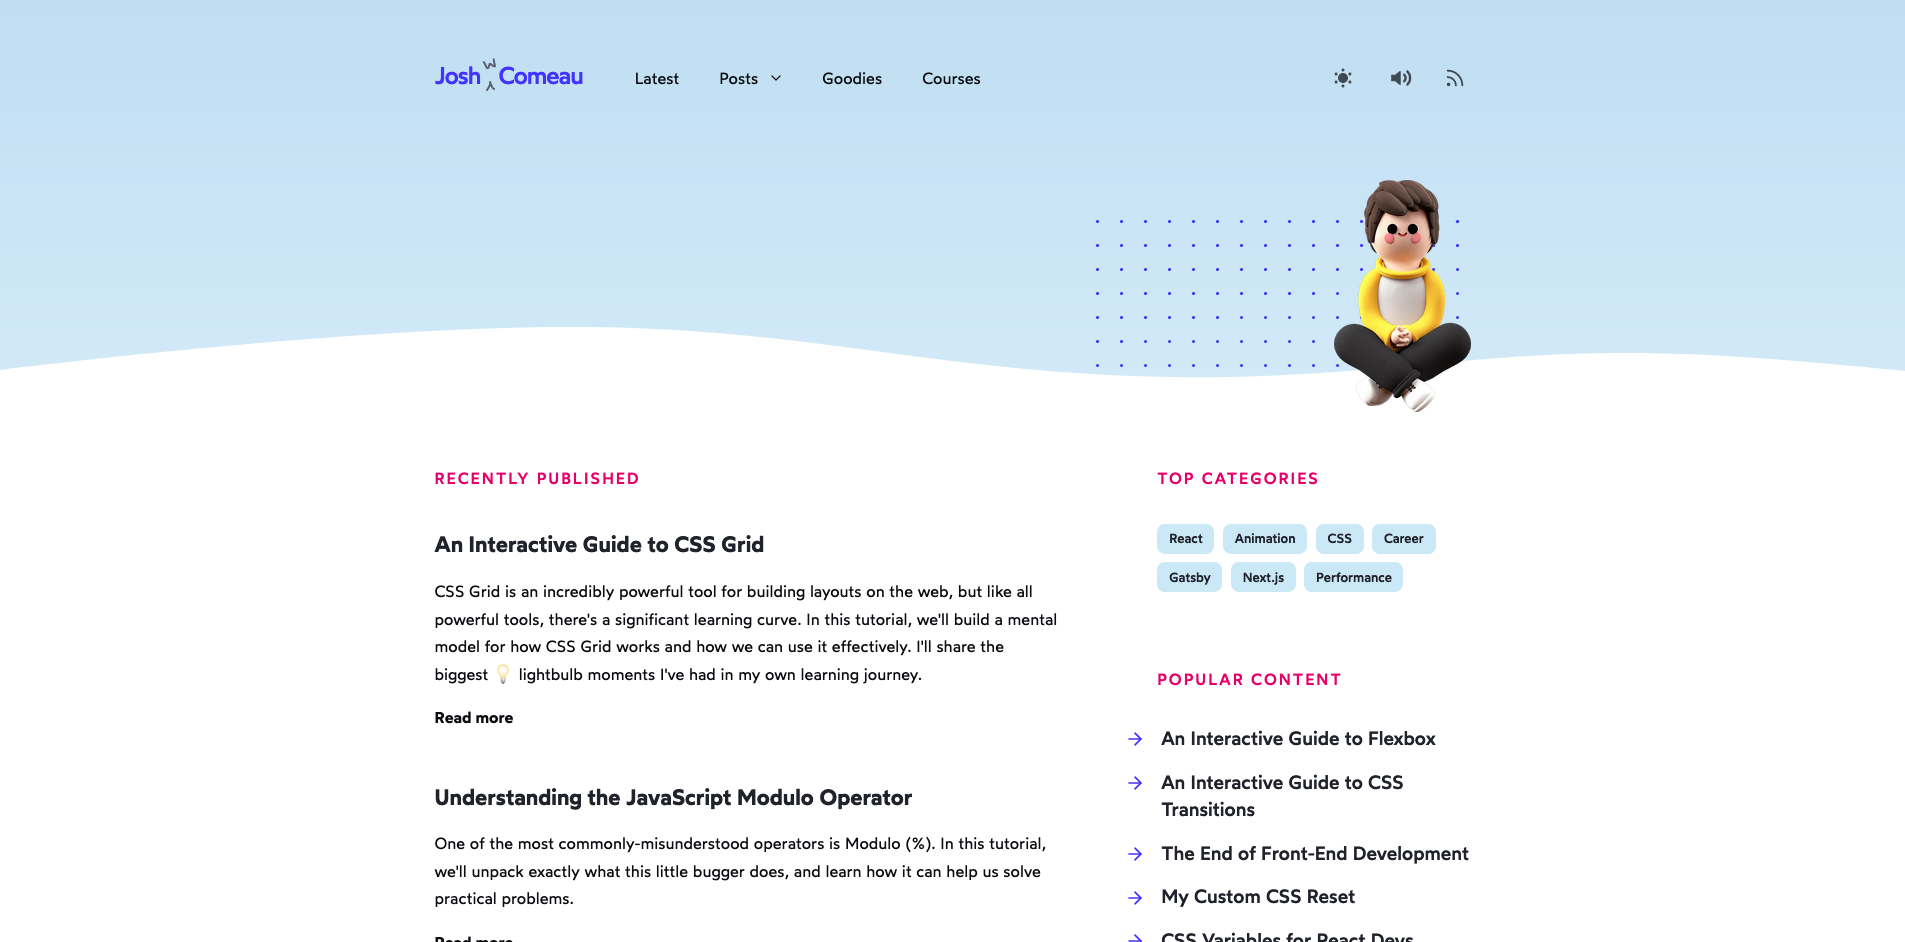 Josh W Comeau
Latest
Posts
Goodies
Courses
RECENTLY PUBLISHED
An Interactive Guide to CSS Grid
CSS Grid is an incredibly powerful tool for building layouts on the web, but like all
powerful tools, there's a significant learning curve. In this tutorial, we'll build a mental
model for how CSS Grid works and how we can use it effectively. I'll share the
biggest 💡 lightbulb moments I've had in my own learning journey.
Read more
Understanding the JavaScript Modulo Operator
One of the most commonly-misunderstood operators is Modulo (%). In this tutorial,
we'll unpack exactly what this little bugger does, and learn how it can help us solve
practical problems.
Read more
TOP CATEGORIES
React Animation CSS Career
Gatsby Next.js Performance
POPULAR CONTENT
An Interactive Guide to Flexbox
An Interactive Guide to CSS
Transitions
The End of Front-End Development
My Custom CSS Reset
CSS Variables for React Devs